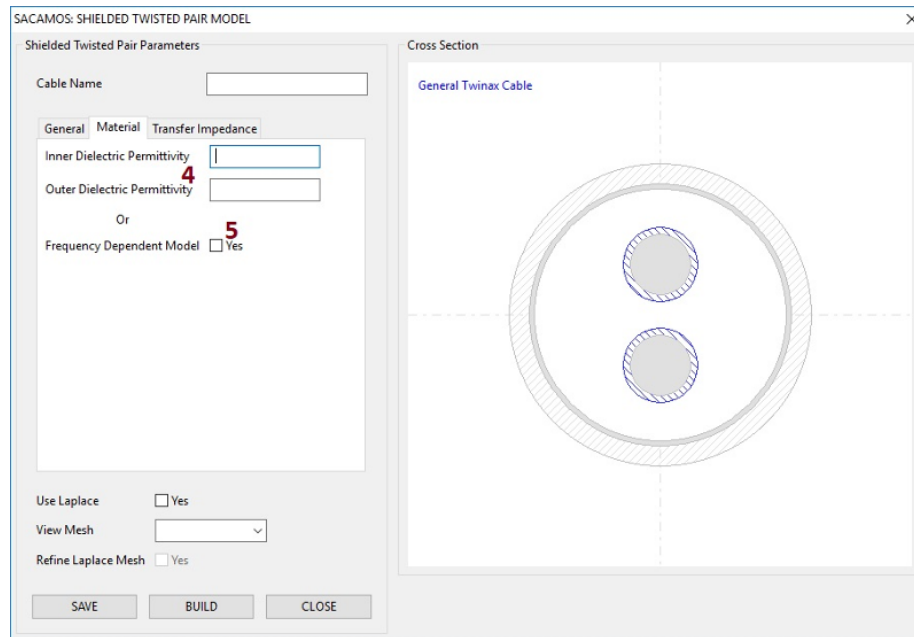 SACAMOS: SHIELDED TWISTED PAIR MODEL
Shielded Twisted Pair Parameters
Cable Name
General Material Transfer Impedance
Inner Dielectric Permittivity
4
Outer Dielectric Permittivity
Or
5
Frequency Dependent Model Yes
Use Laplace Yes
View Mesh
Refine Laplace Mesh Yes
SAVE BUILD CLOSE
Cross Section
General Twinax Cable